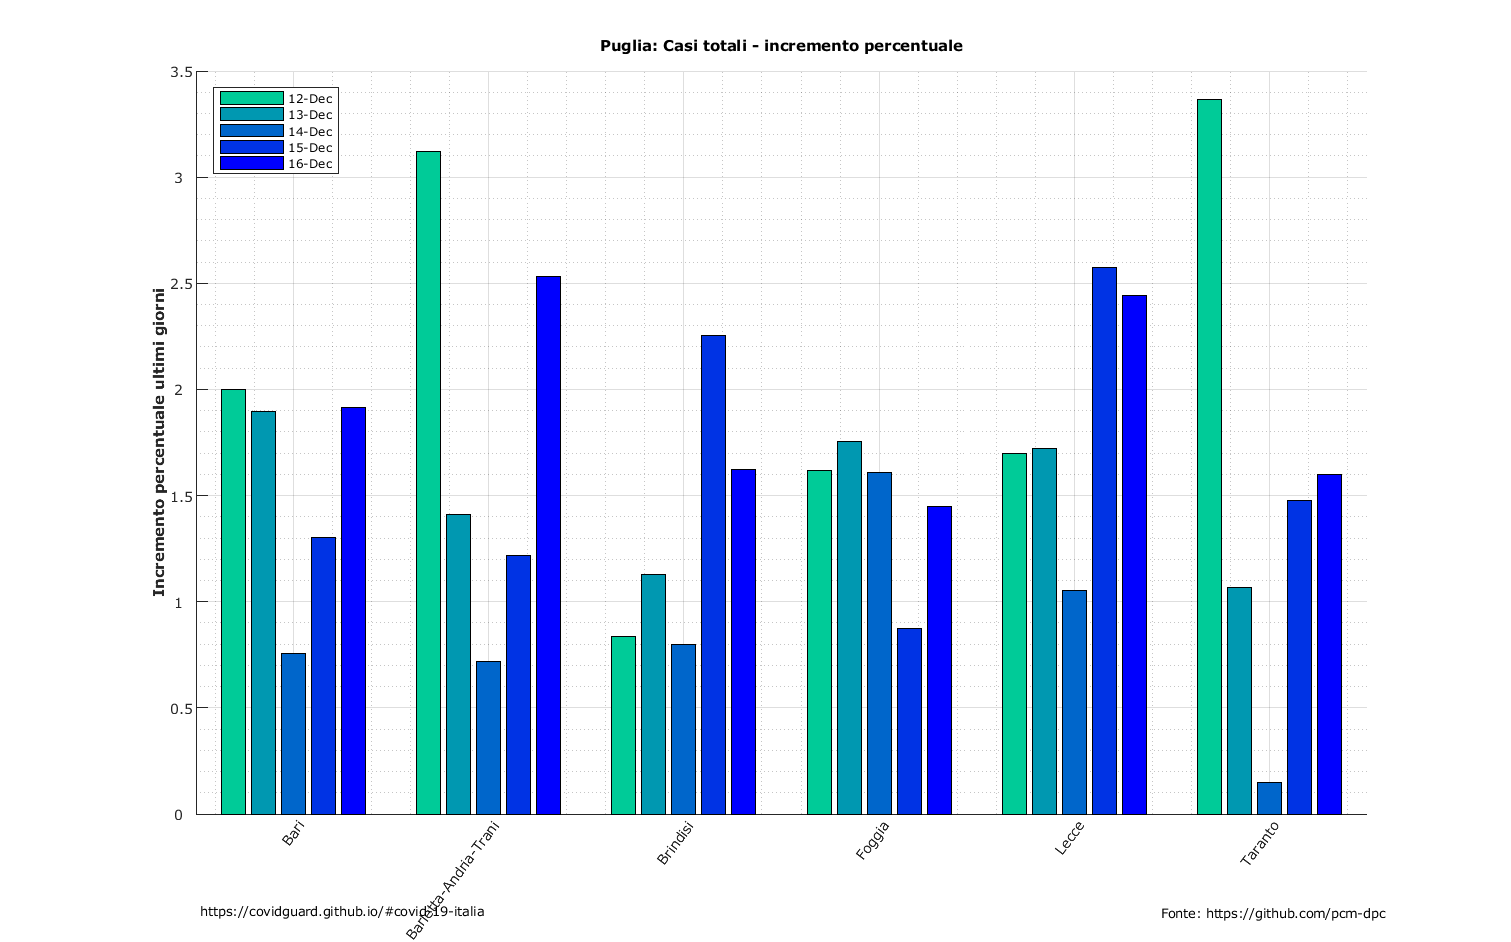 Puglia: Casi totali - incremento percentuale
Incremento percentuale ultimi giorni
3.5
3
2.5
2
1.5
1
0.5
0
12-Dec
13-Dec
14-Dec
15-Dec
16-Dec
Bari
Barletta-Andria-Trani
Brindisi
Foggia
Lecce
Taranto
https://covidguard.github.io/#covid-19-italia
Fonte: https://github.com/pcm-dpc